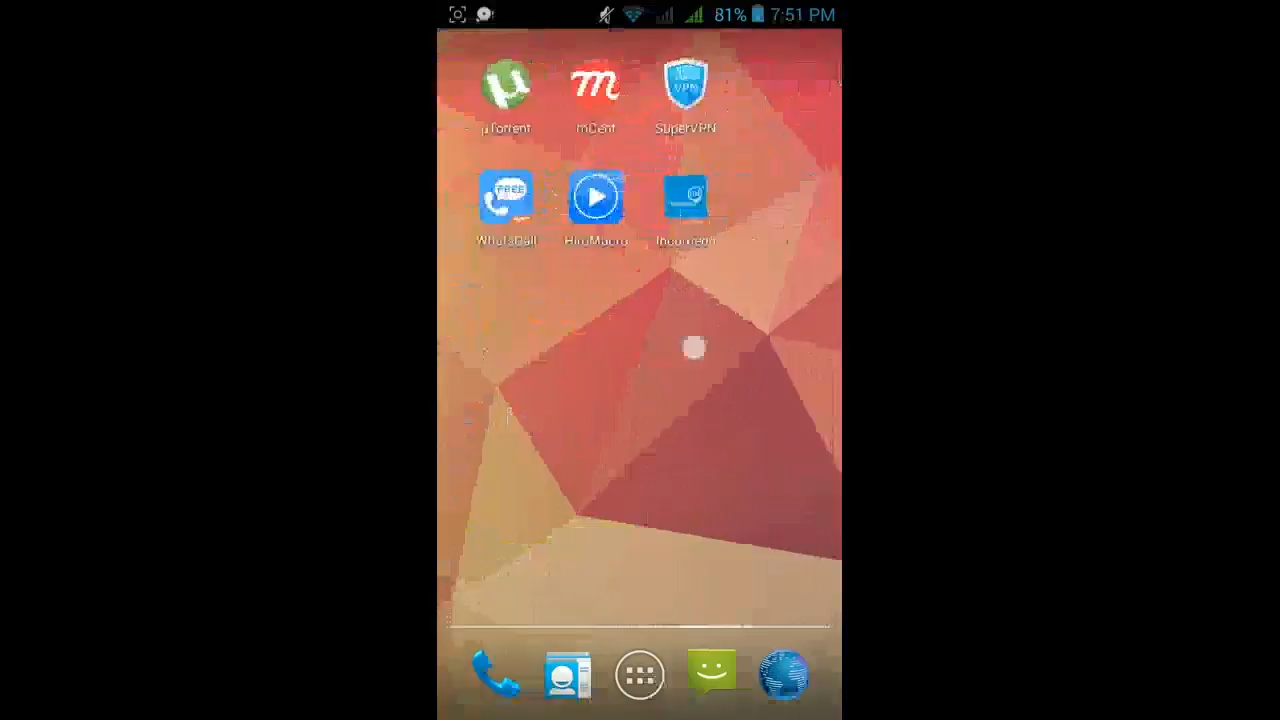 81% 7:51 PM
µTorrent mCent SuperVPN
VPN
FREE
WhatsCall HiroMacro